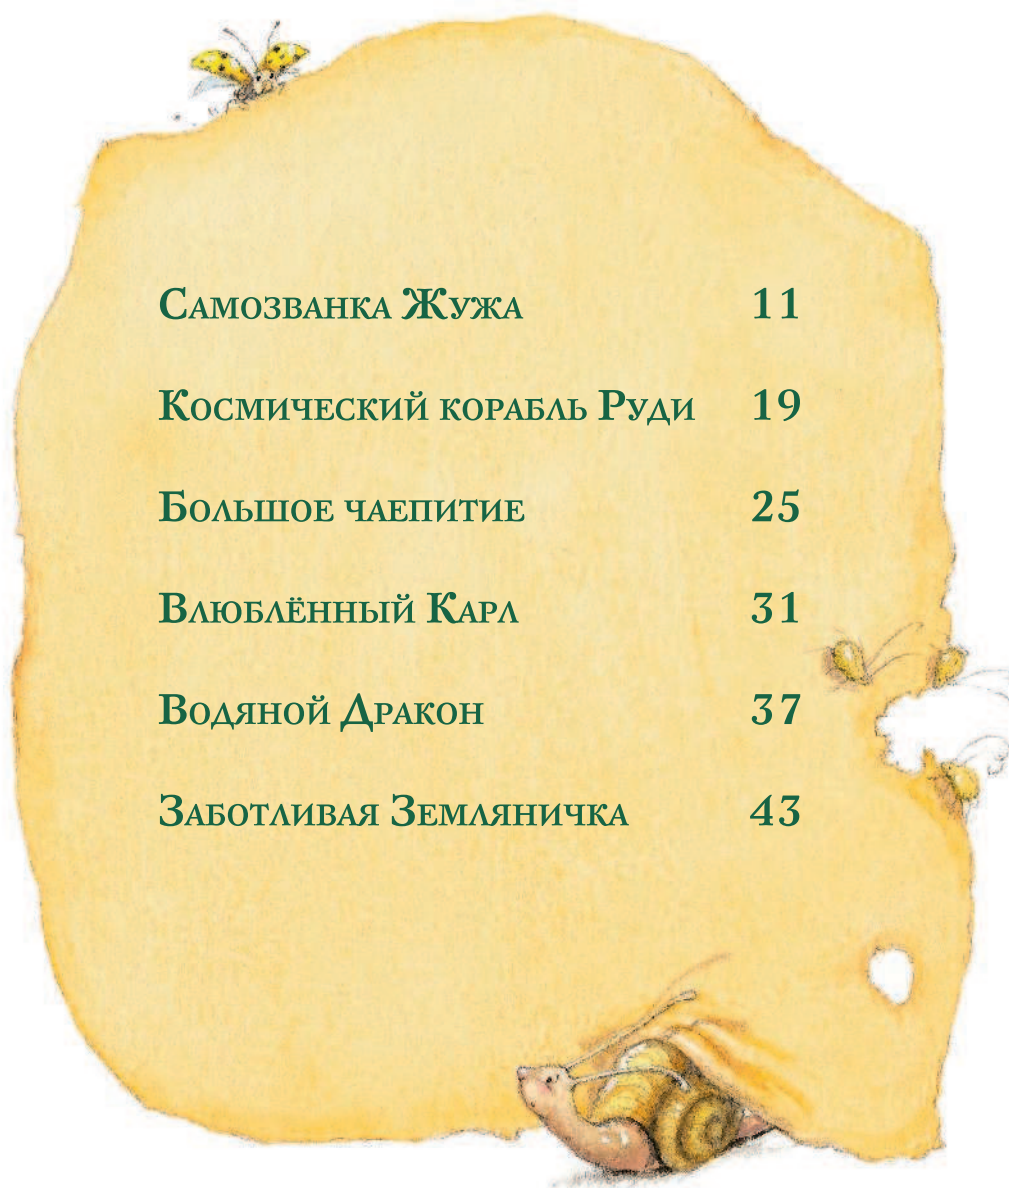 Самозванка Жужа 11
Космический корабль Руди 19
Большое чаепитие 25
Влюблённый Карл 31
Водяной Дракон 37
Заботливая Земляничка 43